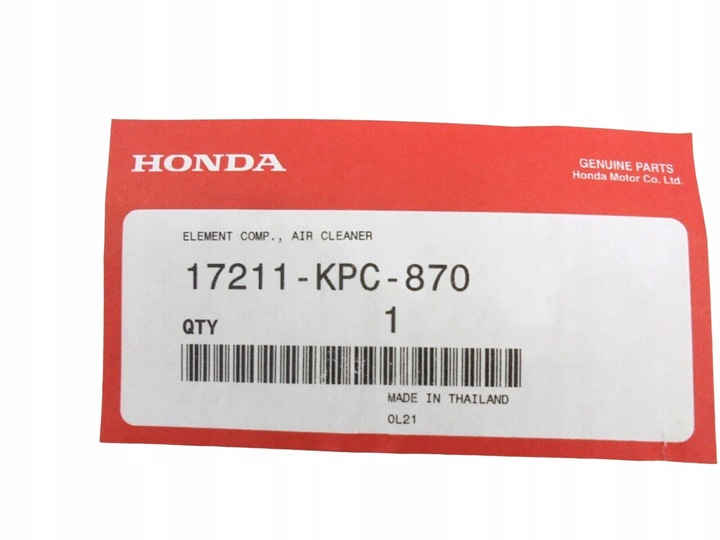 HONDA
GENUINE PARTS
Honda Motor Co. Ltd.
ELEMENT COMP., AIR CLEANER
17211-KPC-870
QTY 1
MADE IN THAILAND
0L21